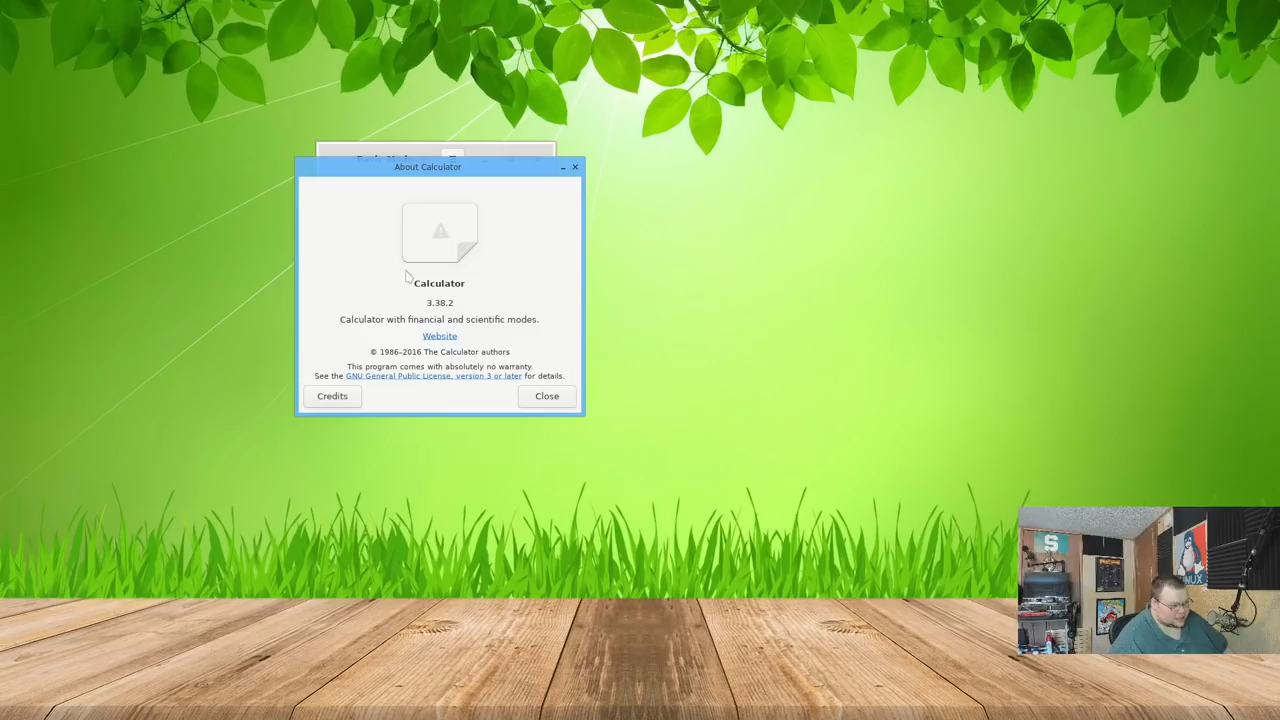 About Calculator
Calculator
3.38.2
Calculator with financial and scientific modes.
Website
© 1986–2016 The Calculator authors
This program comes with absolutely no warranty.
See the GNU General Public License, version 3 or later for details.
Credits
Close
S